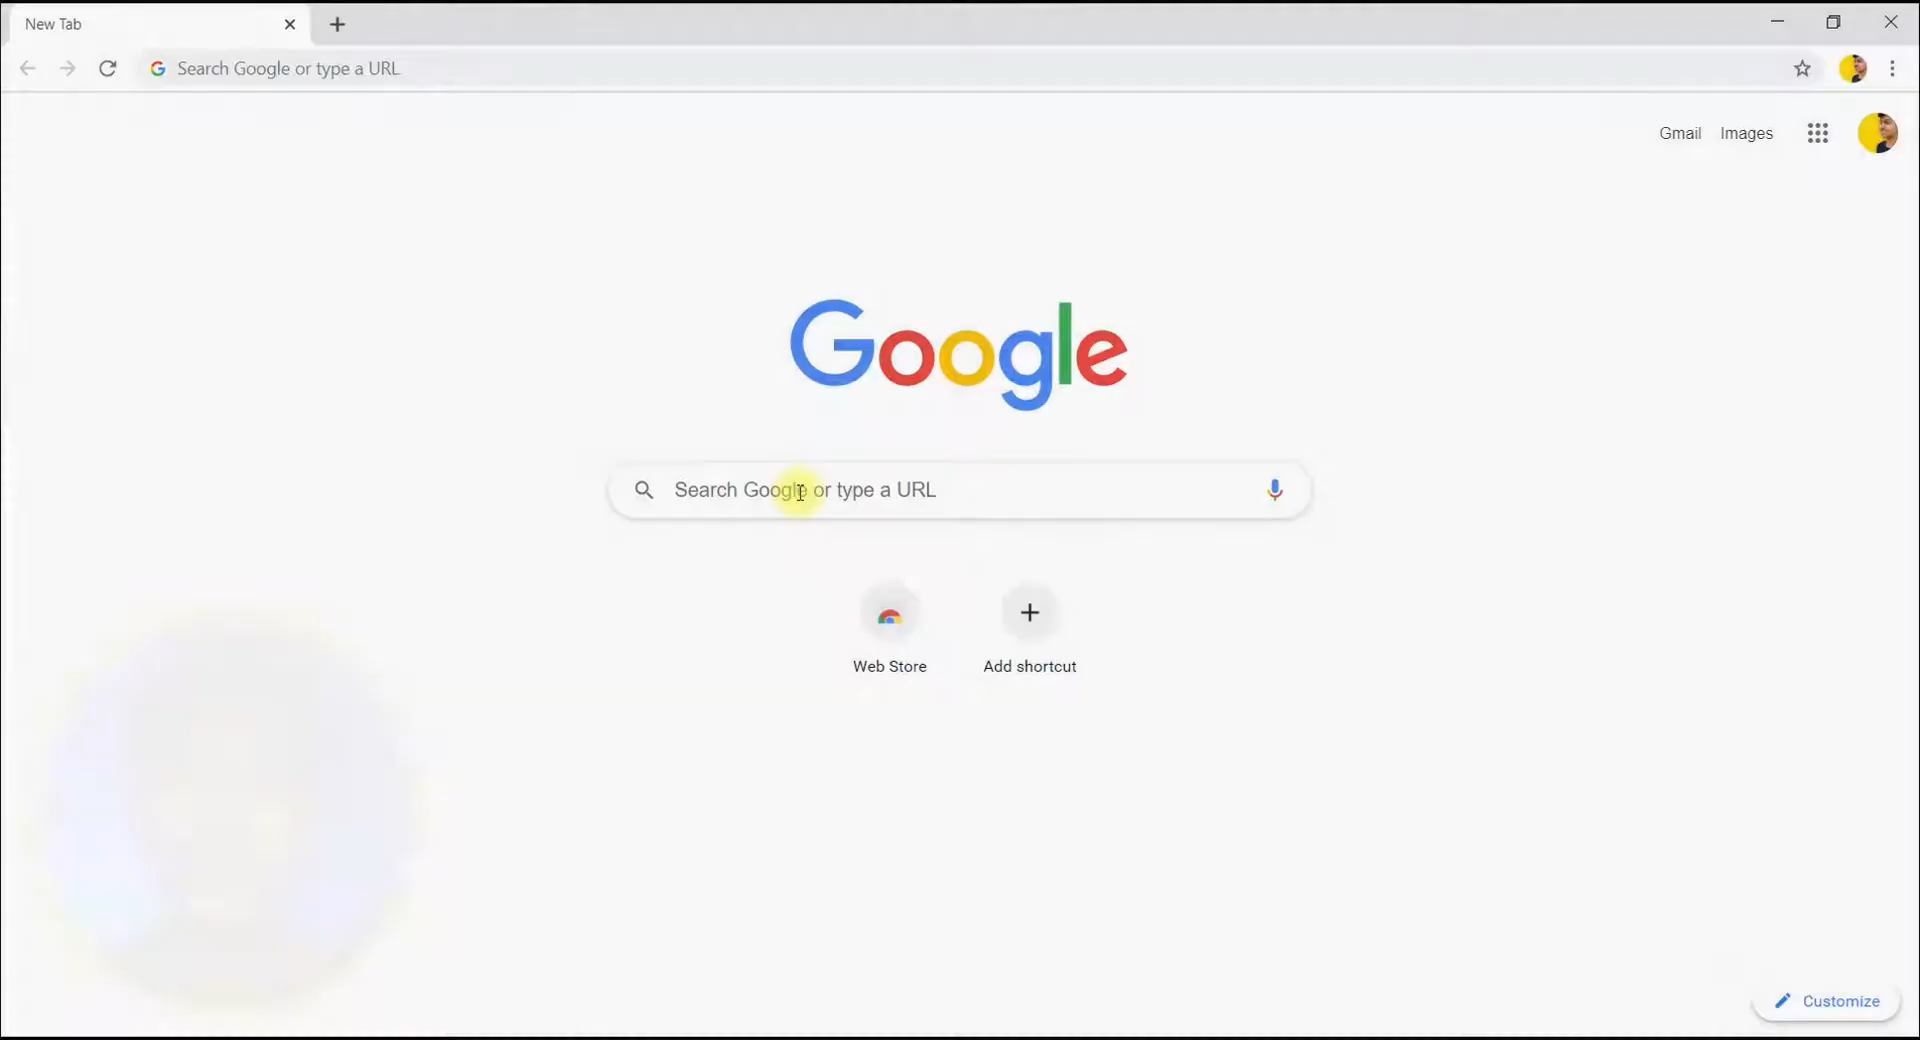 New Tab
Search Google or type a URL
Gmail Images
Google
Search Google or type a URL
Web Store
Add shortcut
Customize